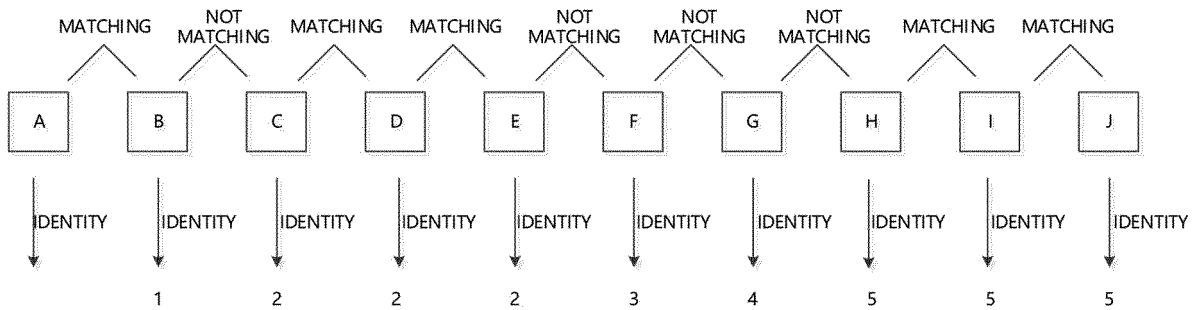 MATCHING
NOT
MATCHING
MATCHING
MATCHING
NOT
MATCHING
NOT
MATCHING
NOT
MATCHING
MATCHING
MATCHING
A B C D E F G H I J
IDENTITY IDENTITY IDENTITY IDENTITY IDENTITY IDENTITY IDENTITY IDENTITY IDENTITY IDENTITY
1 2 2 2 3 4 5 5 5